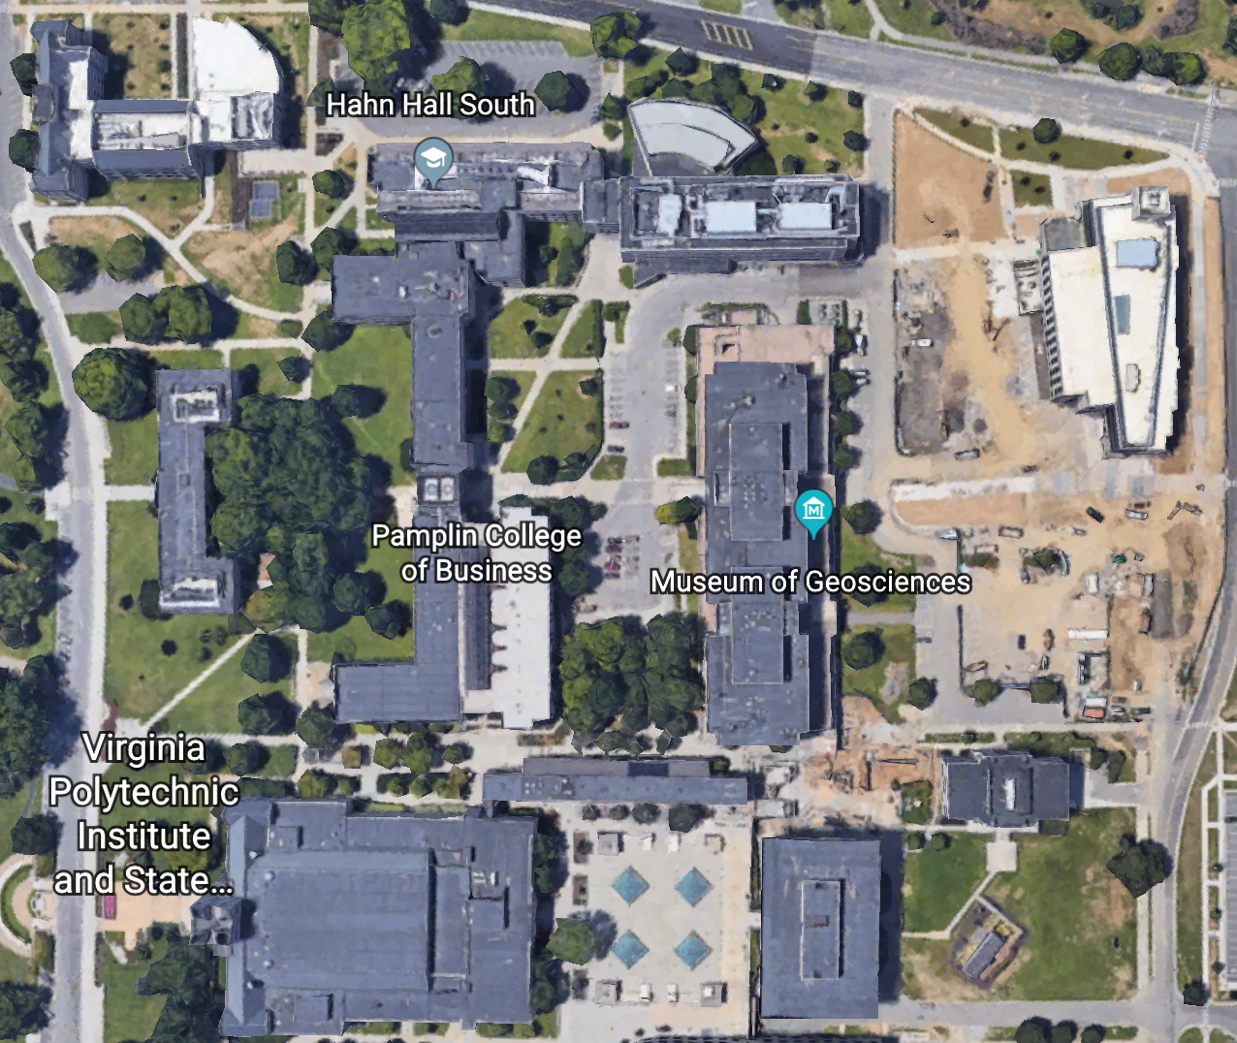 Hahn Hall South
Pamplin College
of Business
Museum of Geosciences
Virginia
Polytechnic
Institute
and State...